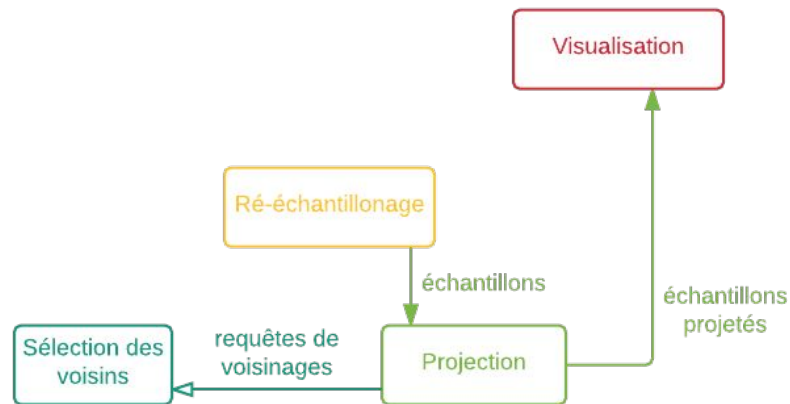 Visualisation
Ré-échantillonage
échantillons
échantillons
projetés
requêtes de
voisinages
Sélection des
voisins
Projection